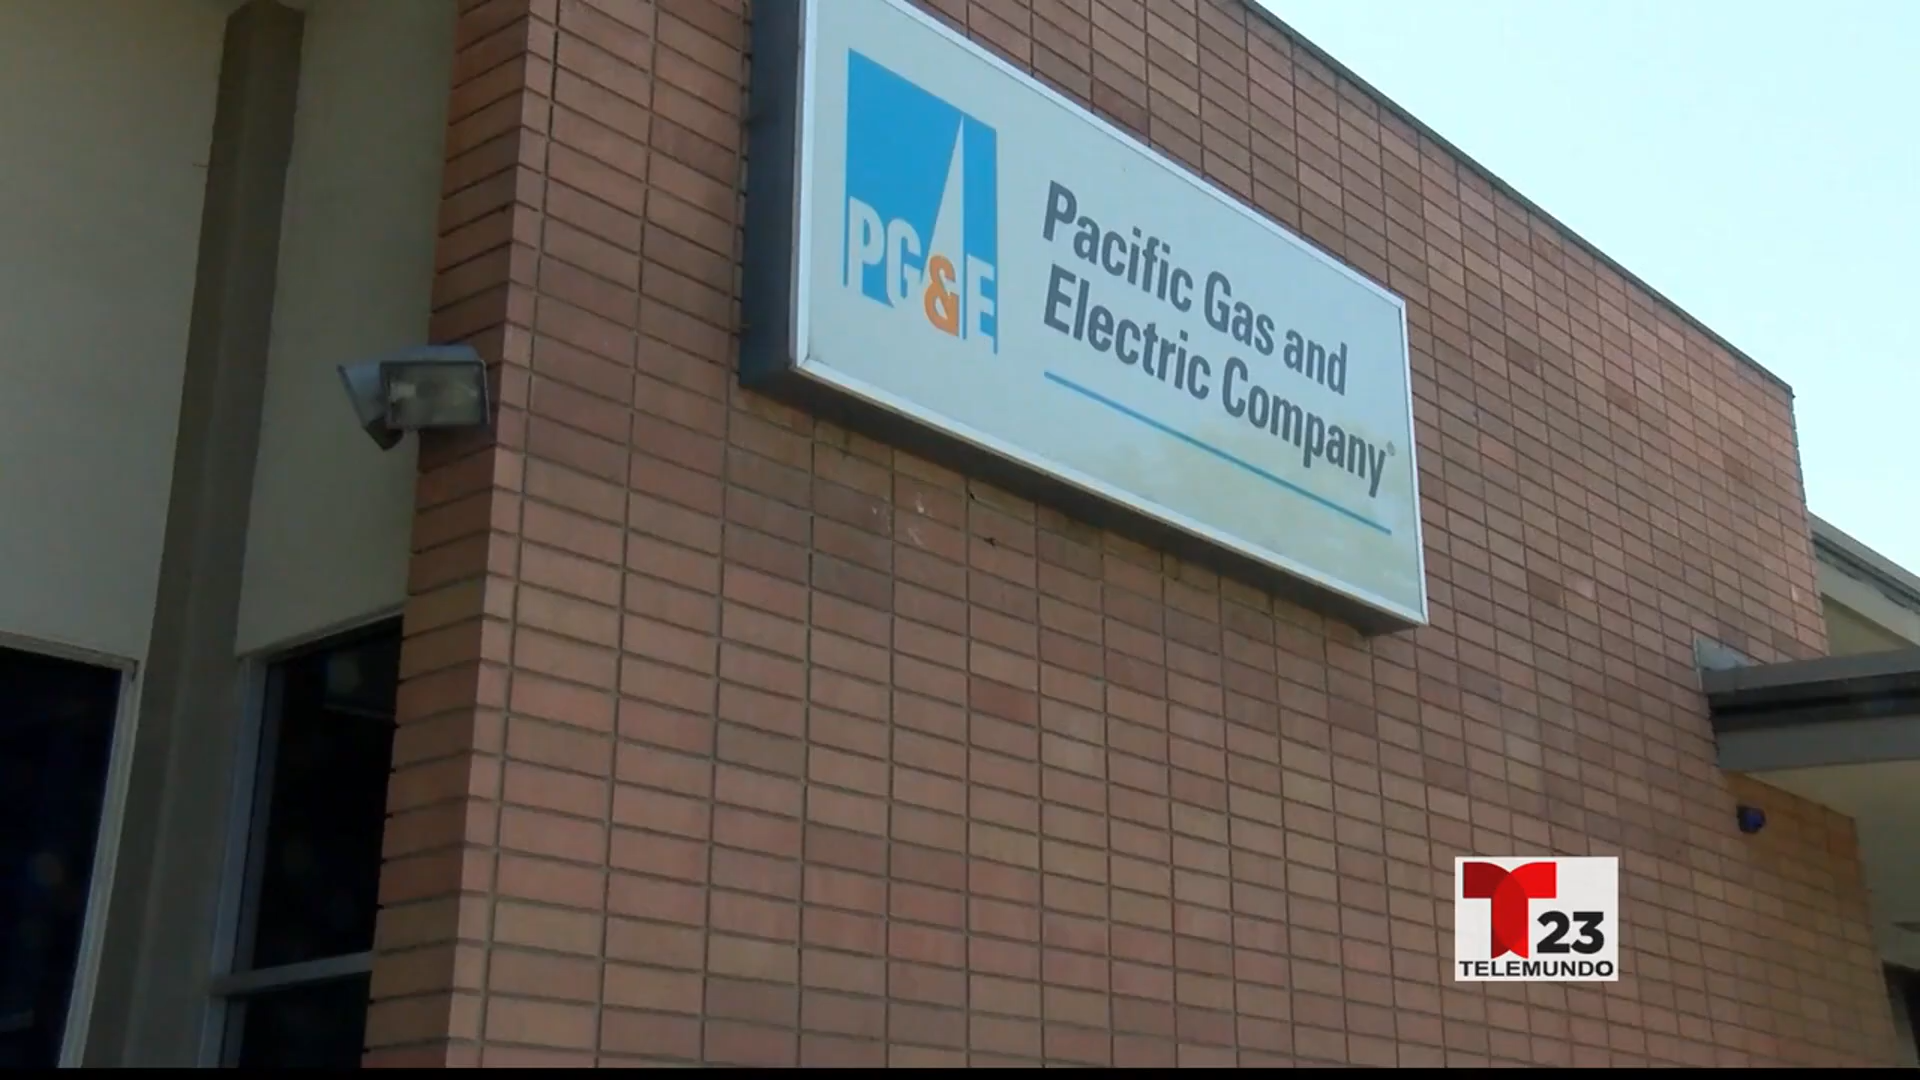 PG&E
Pacific Gas and
Electric Company®
T 23
TELEMUNDO